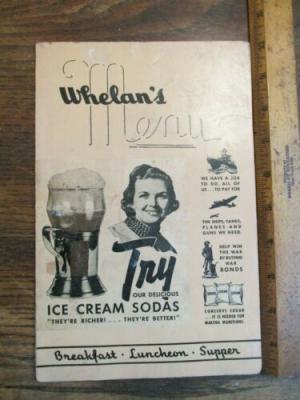 Whelan's
Menu
WE HAVE A JOB
TO DO, ALL OF
US... TO PAY FOR
THE SHIPS, TANKS,
PLANES AND
GUNS WE NEED.
HELP WIN
THE WAR
BY BUYING
WAR
BONDS
CONSERVE SUGAR
...IT IS NEEDED FOR
MAKING MUNITIONS.
Try
OUR DELICIOUS
ICE CREAM SODAS
"THEY'RE RICHER! ... THEY'RE BETTER!"
Breakfast · Luncheon · Supper